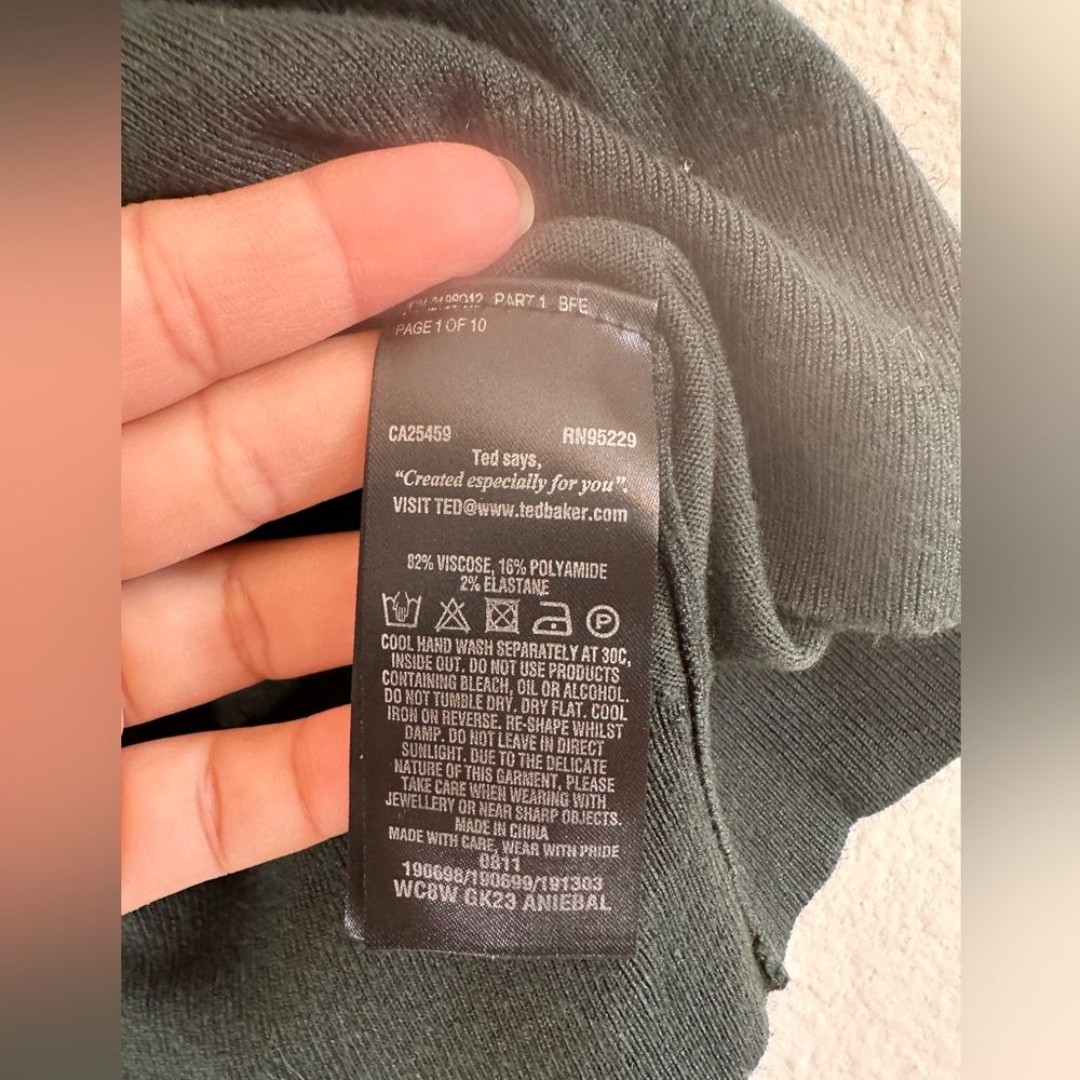 PART 1 BFE
PAGE 1 OF 10
CA25459 RN95229
Ted says,
“Created especially for you”.
VISIT TED@www.tedbaker.com
82% VISCOSE, 16% POLYAMIDE
2% ELASTANE
P
COOL HAND WASH SEPARATELY AT 30C,
INSIDE OUT. DO NOT USE PRODUCTS
CONTAINING BLEACH, OIL OR ALCOHOL.
DO NOT TUMBLE DRY. DRY FLAT. COOL
IRON ON REVERSE. RE-SHAPE WHILST
DAMP. DO NOT LEAVE IN DIRECT
SUNLIGHT. DUE TO THE DELICATE
NATURE OF THIS GARMENT, PLEASE
TAKE CARE WHEN WEARING WITH
JEWELLERY OR NEAR SHARP OBJECTS.
MADE IN CHINA
MADE WITH CARE, WEAR WITH PRIDE
0811
190698/190699/191303
WC8W GK23 ANIEBAL